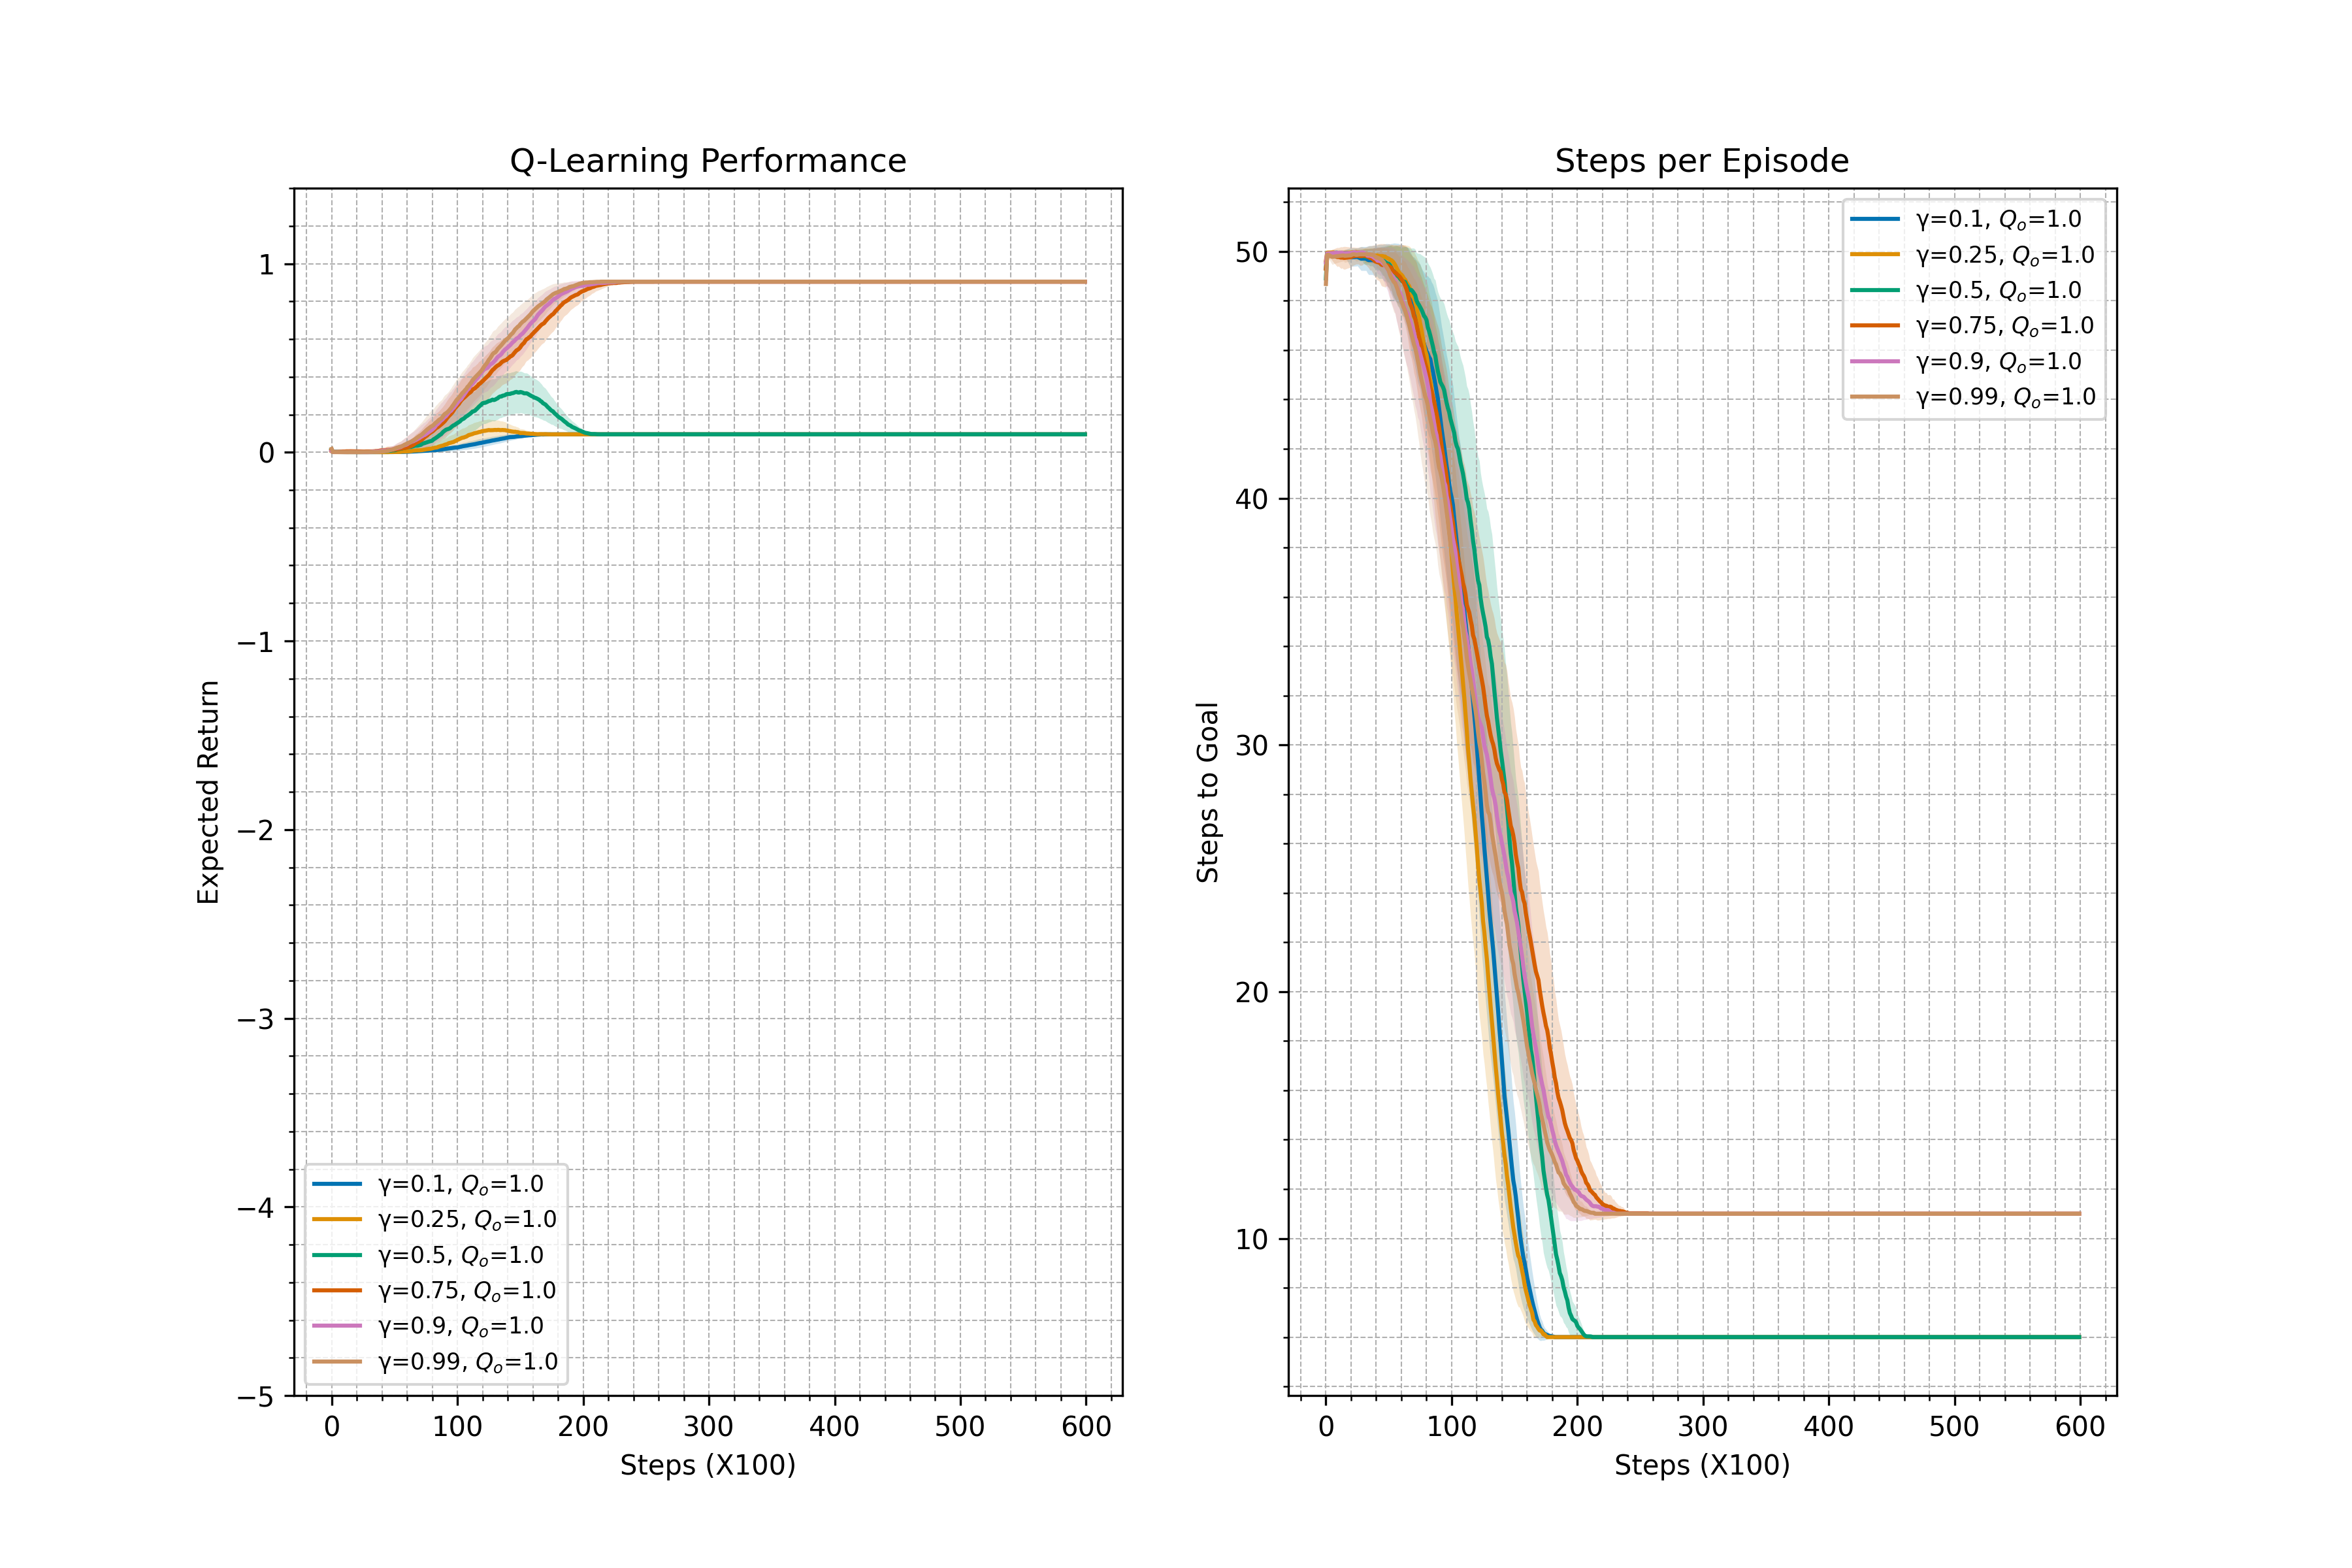 Q-Learning Performance
Expected Return
1
0
−1
−2
−3
−4
−5
γ=0.1, Qₒ=1.0
γ=0.25, Qₒ=1.0
γ=0.5, Qₒ=1.0
γ=0.75, Qₒ=1.0
γ=0.9, Qₒ=1.0
γ=0.99, Qₒ=1.0
0 100 200 300 400 500 600
Steps (X100)
Steps per Episode
Steps to Goal
50
40
30
20
10
γ=0.1, Qₒ=1.0
γ=0.25, Qₒ=1.0
γ=0.5, Qₒ=1.0
γ=0.75, Qₒ=1.0
γ=0.9, Qₒ=1.0
γ=0.99, Qₒ=1.0
0 100 200 300 400 500 600
Steps (X100)